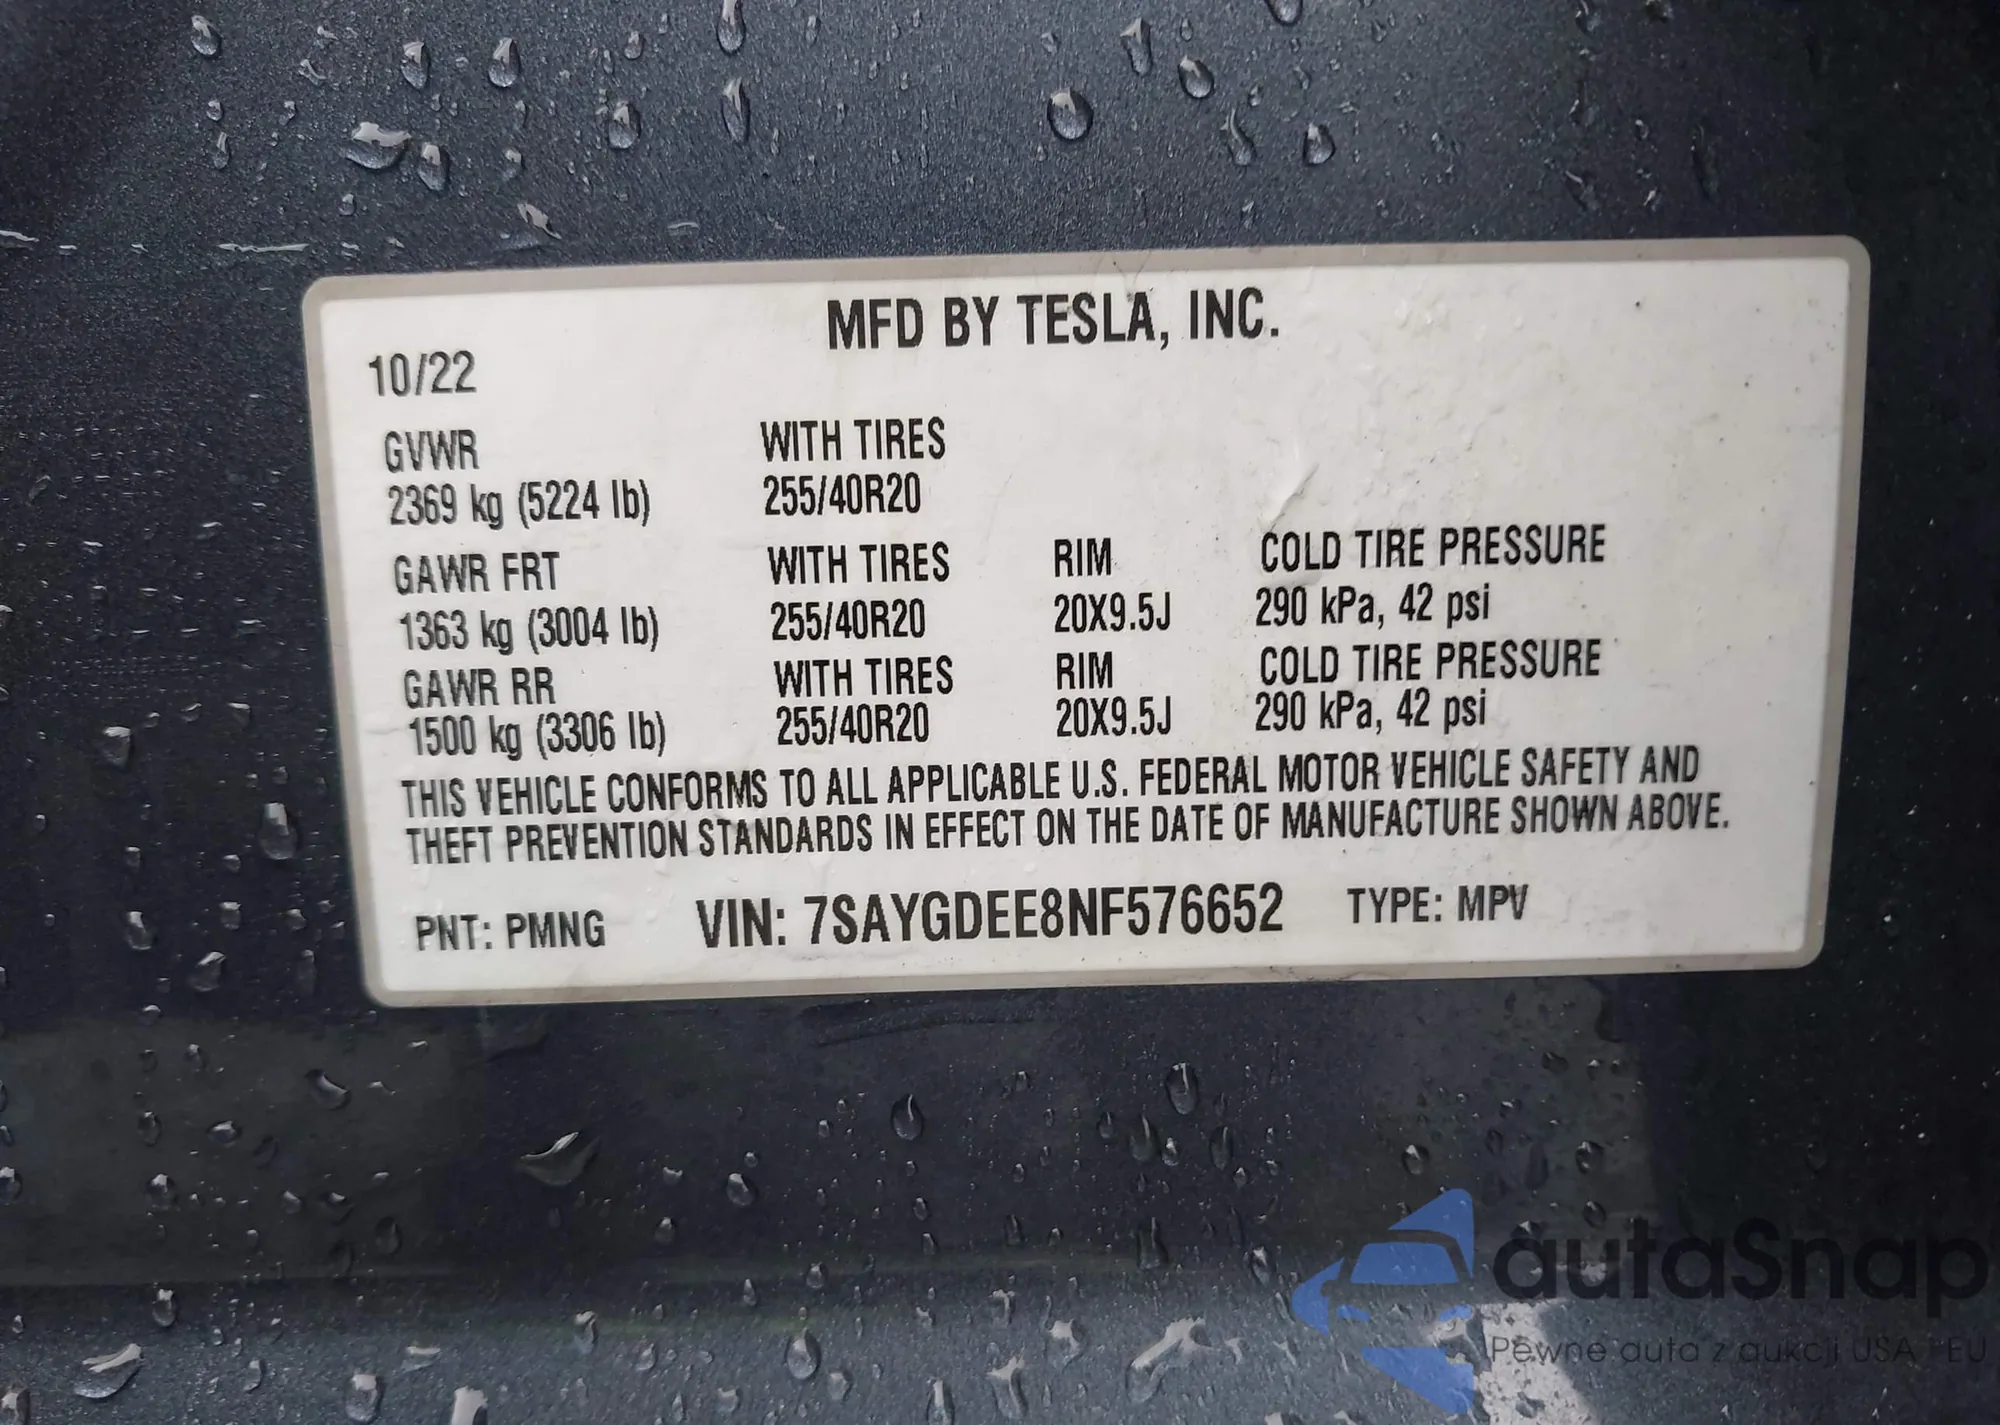 MFD BY TESLA, INC.
10/22
GVWR WITH TIRES
2369 kg (5224 lb) 255/40R20
GAWR FRT WITH TIRES RIM COLD TIRE PRESSURE
1363 kg (3004 lb) 255/40R20 20X9.5J 290 kPa, 42 psi
GAWR RR WITH TIRES RIM COLD TIRE PRESSURE
1500 kg (3306 lb) 255/40R20 20X9.5J 290 kPa, 42 psi
THIS VEHICLE CONFORMS TO ALL APPLICABLE U.S. FEDERAL MOTOR VEHICLE SAFETY AND
THEFT PREVENTION STANDARDS IN EFFECT ON THE DATE OF MANUFACTURE SHOWN ABOVE.
PNT: PMNG VIN: 7SAYGDEE8NF576652 TYPE: MPV
autaSnap
Pewne auta z aukcji USA i EU